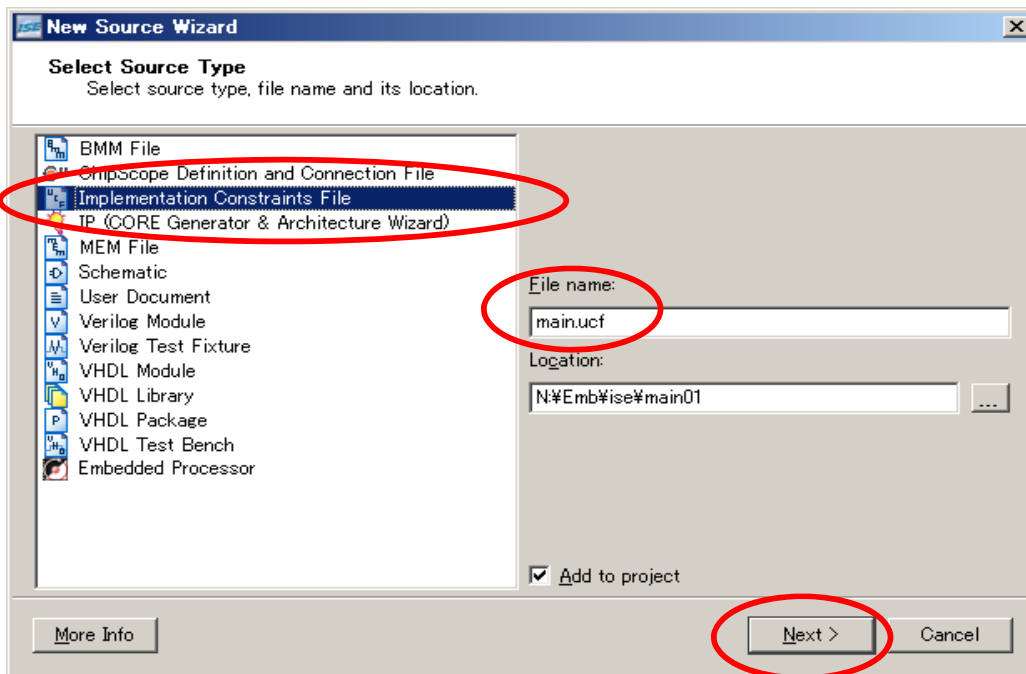 ISE New Source Wizard
Select Source Type
Select source type, file name and its location.
BMM File
ChipScope Definition and Connection File
Implementation Constraints File
IP (CORE Generator & Architecture Wizard)
MEM File
Schematic
User Document
Verilog Module
Verilog Test Fixture
VHDL Module
VHDL Library
VHDL Package
VHDL Test Bench
Embedded Processor
File name:
main.ucf
Location:
N:¥Emb¥ise¥main01
...
Add to project
More Info
Next >
Cancel